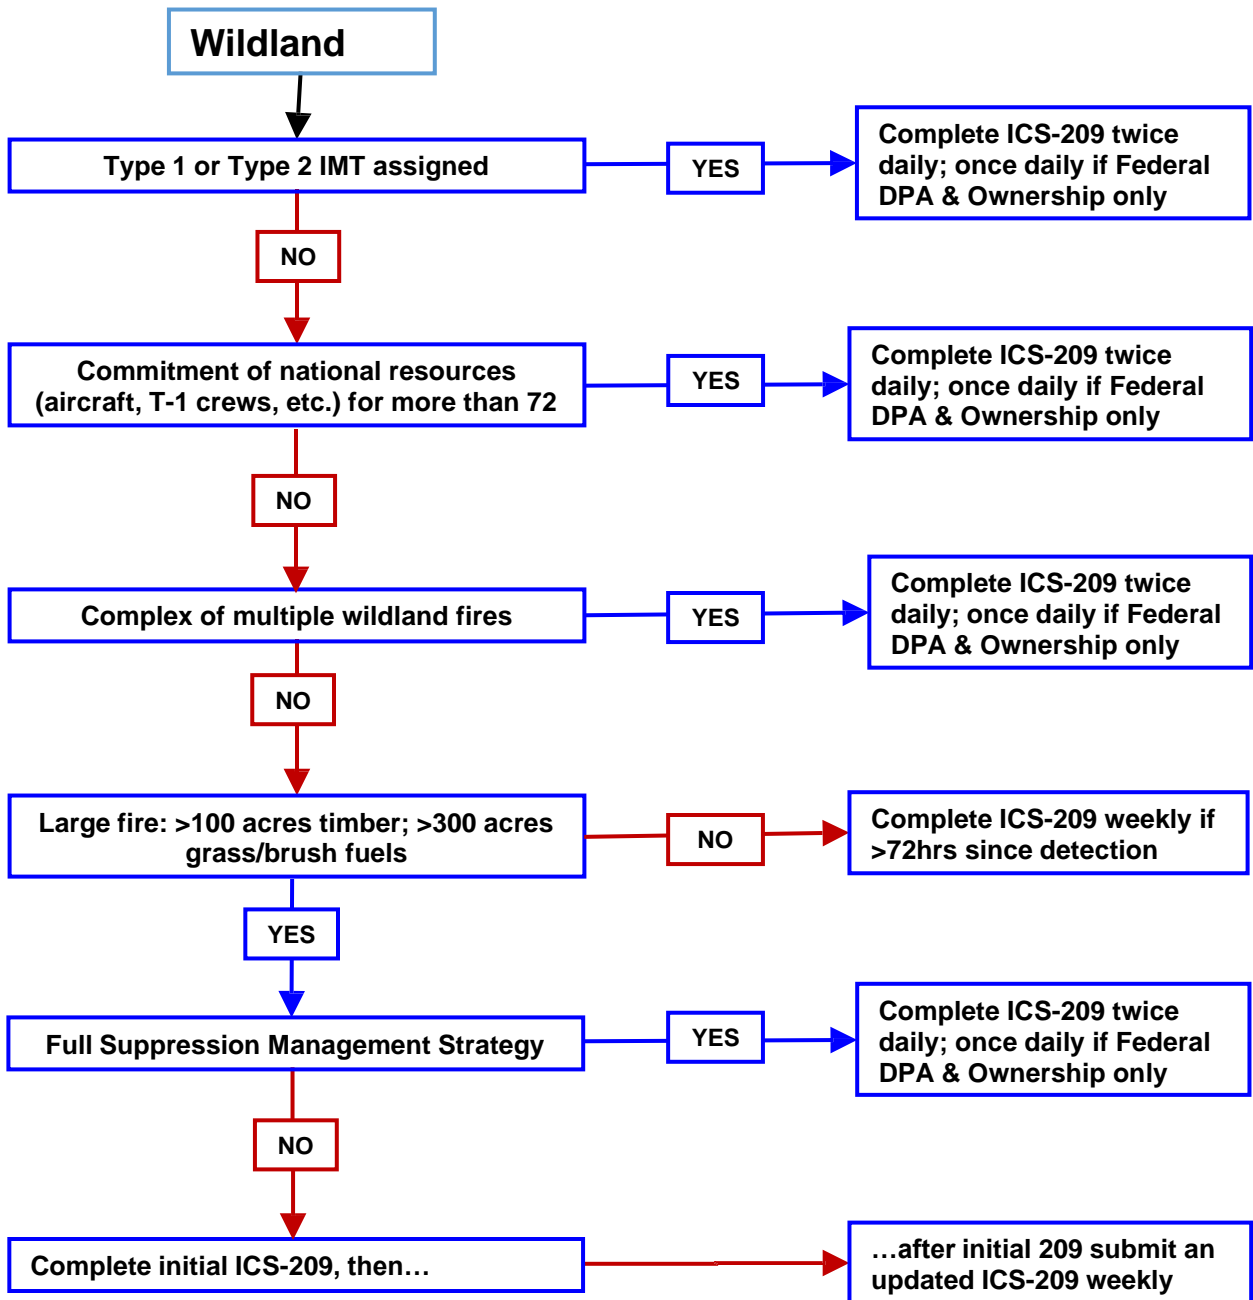 Wildland
Type 1 or Type 2 IMT assigned
YES
Complete ICS-209 twice
daily; once daily if Federal
DPA & Ownership only
NO
Commitment of national resources
(aircraft, T-1 crews, etc.) for more than 72
YES
Complete ICS-209 twice
daily; once daily if Federal
DPA & Ownership only
NO
Complex of multiple wildland fires
YES
Complete ICS-209 twice
daily; once daily if Federal
DPA & Ownership only
NO
Large fire: >100 acres timber; >300 acres
grass/brush fuels
NO
Complete ICS-209 weekly if
>72hrs since detection
YES
Full Suppression Management Strategy
YES
Complete ICS-209 twice
daily; once daily if Federal
DPA & Ownership only
NO
Complete initial ICS-209, then…
…after initial 209 submit an
updated ICS-209 weekly